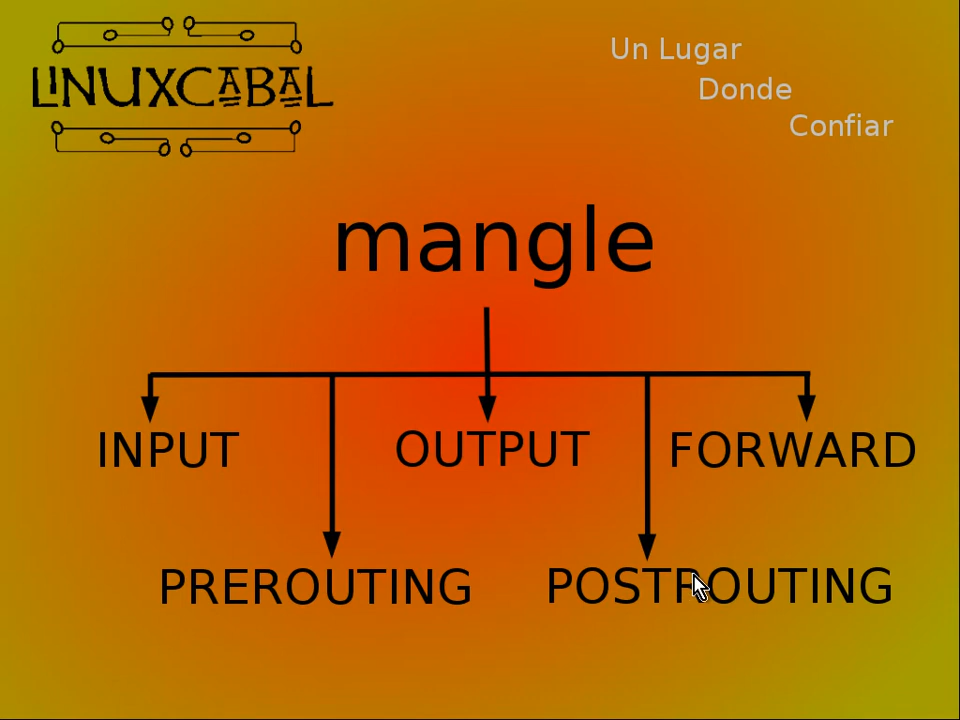 LINUXCABAL
Un Lugar
Donde
Confiar
mangle
INPUT
OUTPUT
FORWARD
PREROUTING
POSTROUTING